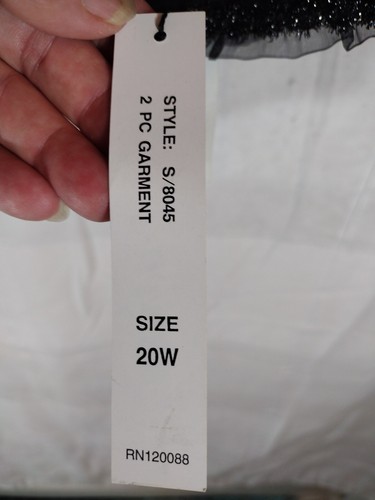 STYLE: S/8045
2 PC GARMENT
SIZE
20W
RN120088